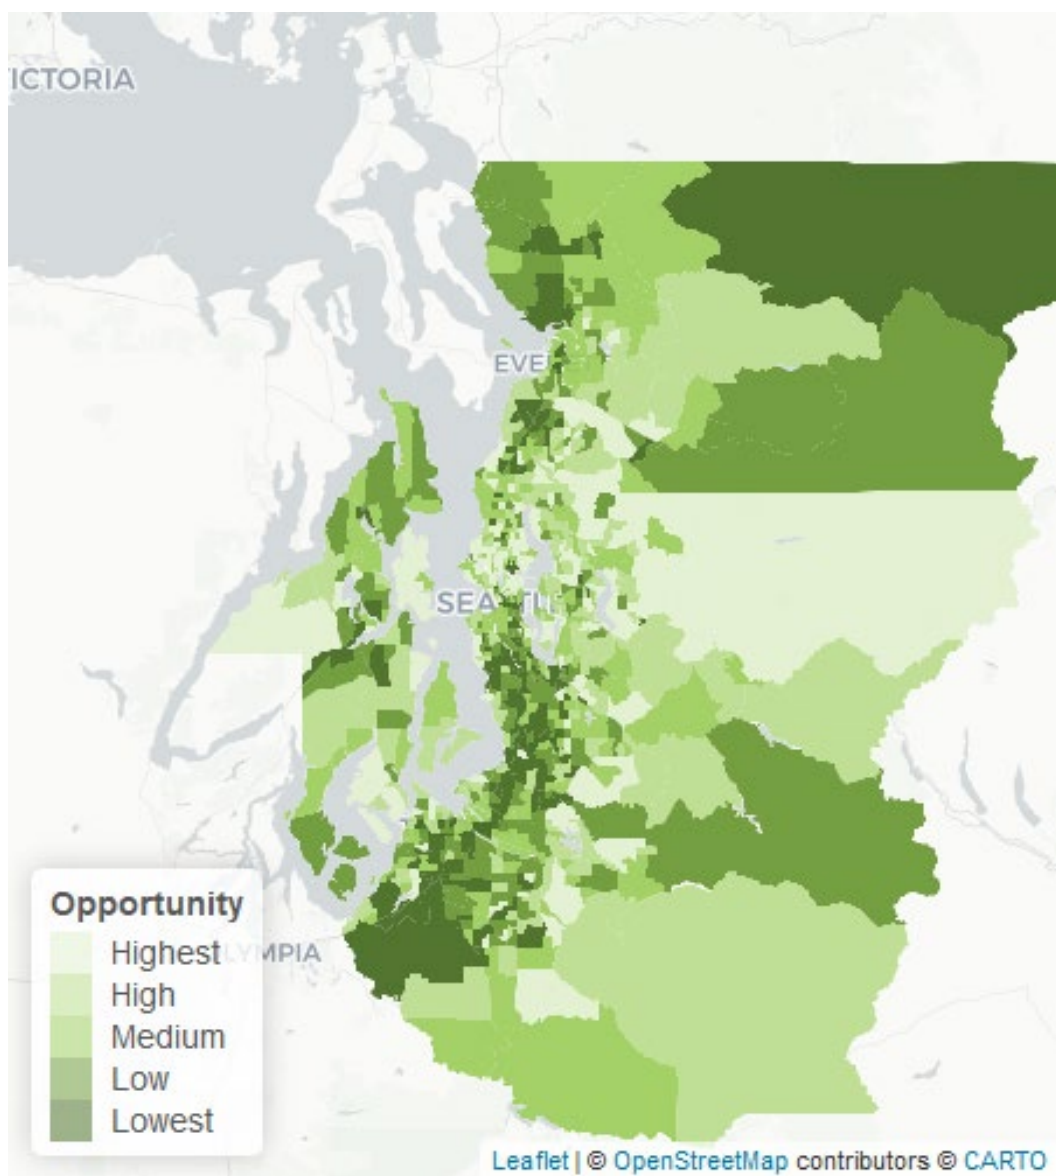 ICTORIA
EVE
SEATTL
Opportunity
Highest
High
Medium
Low
Lowest
LYMPIA
Leaflet | © OpenStreetMap contributors © CARTO